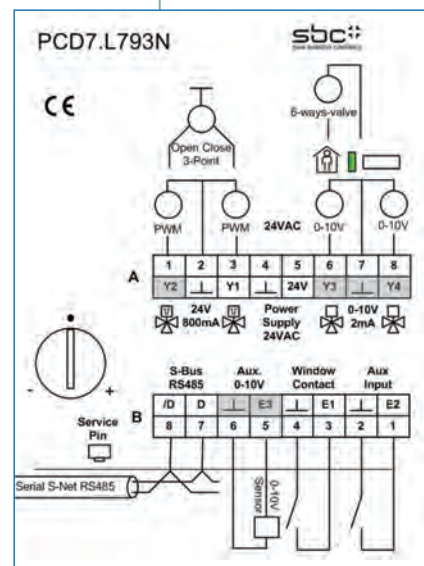 PCD7.L793N
sbc
SAIA BURGESS CONTROLS
CE
6-ways-valve
Open Close
3-Point
PWM PWM 24VAC 0-10V 0-10V
1 2 3 4 5 6 7 8
A
Y2 ⊥ Y1 ⊥ 24V Y3 ⊥ Y4
24V
800mA
Power
Supply
24VAC
0-10V
2mA
- +
S-Bus
RS485
Aux.
0-10V
Window
Contact
Aux
Input
B
/D D ⊥ E3 ⊥ E1 ⊥ E2
8 7 6 5 4 3 2 1
Service
Pin
Serial S-Net RS485
Sensor
0-10V